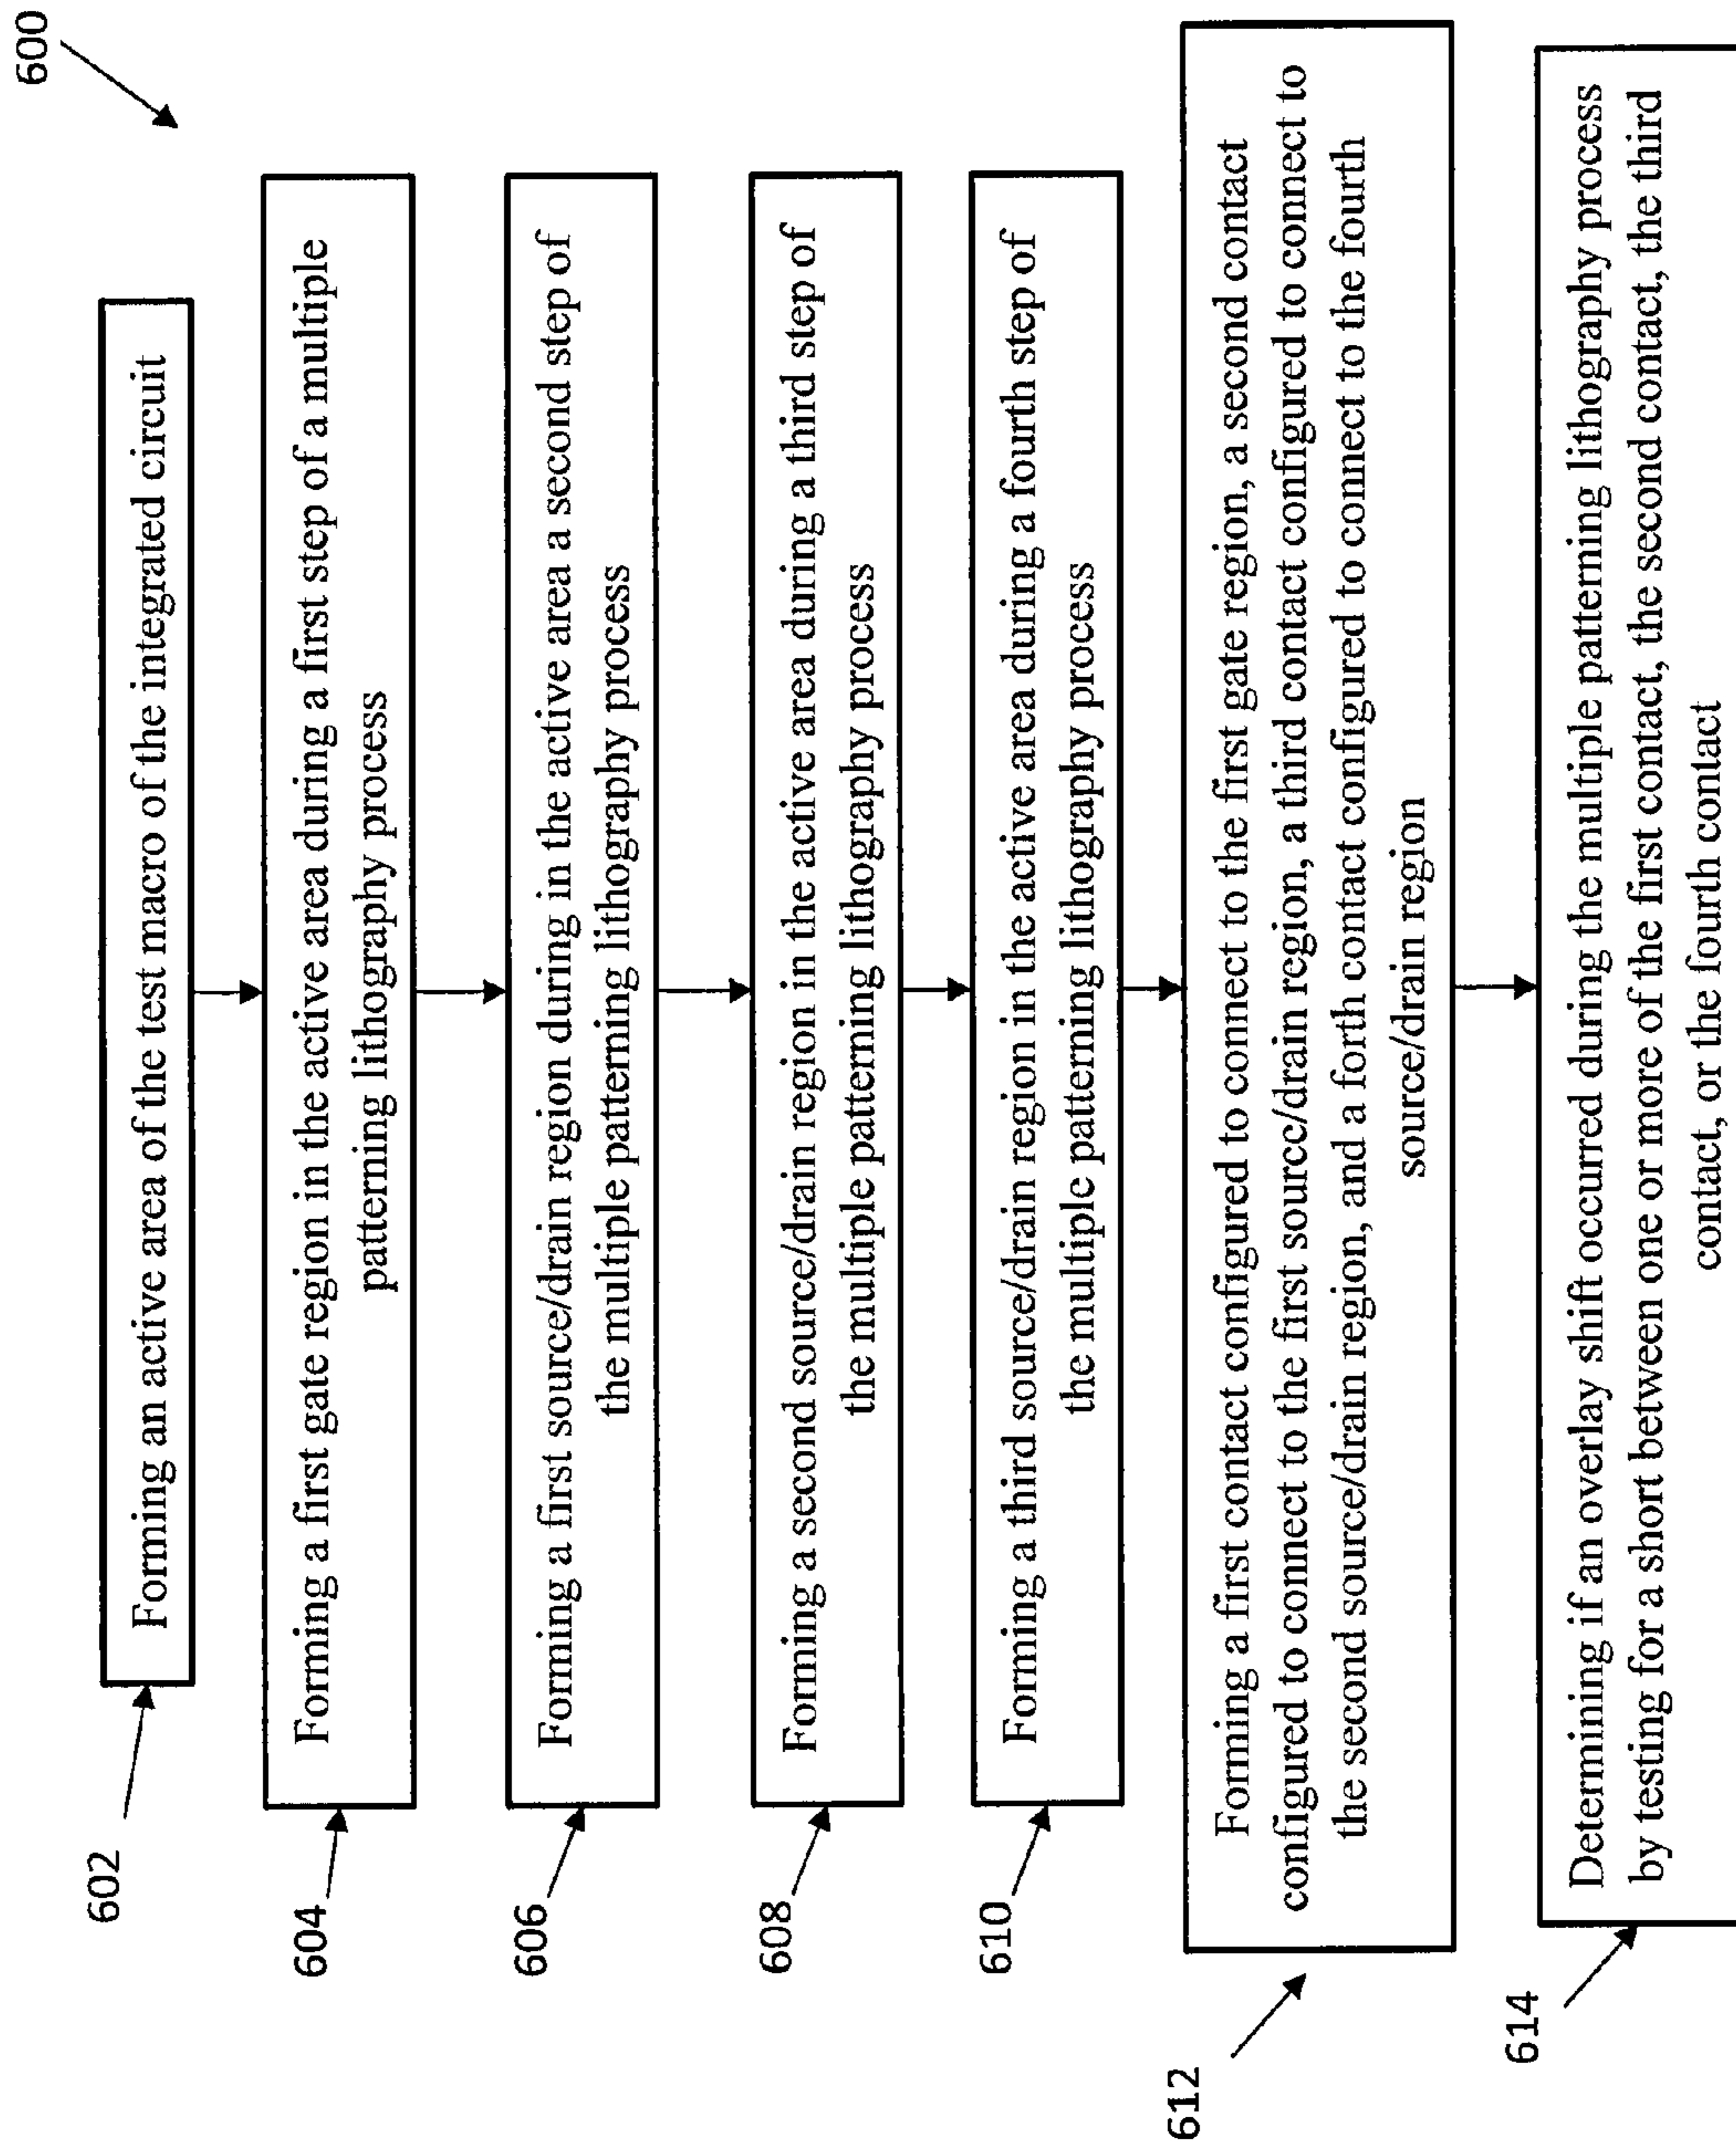 600
602
Forming an active area of the test macro of the integrated circuit
604
Forming a first gate region in the active area during a first step of a multiple
patterning lithography process
606
Forming a first source/drain region during in the active area a second step of
the multiple patterning lithography process
608
Forming a second source/drain region in the active area during a third step of
the multiple patterning lithography process
610
Forming a third source/drain region in the active area during a fourth step of
the multiple patterning lithography process
612
Forming a first contact configured to connect to the first gate region, a second contact
configured to connect to the first source/drain region, a third contact configured to connect to
the second source/drain region, and a forth contact configured to connect to the fourth
source/drain region
614
Determining if an overlay shift occurred during the multiple patterning lithography process
by testing for a short between one or more of the first contact, the second contact, the third
contact, or the fourth contact